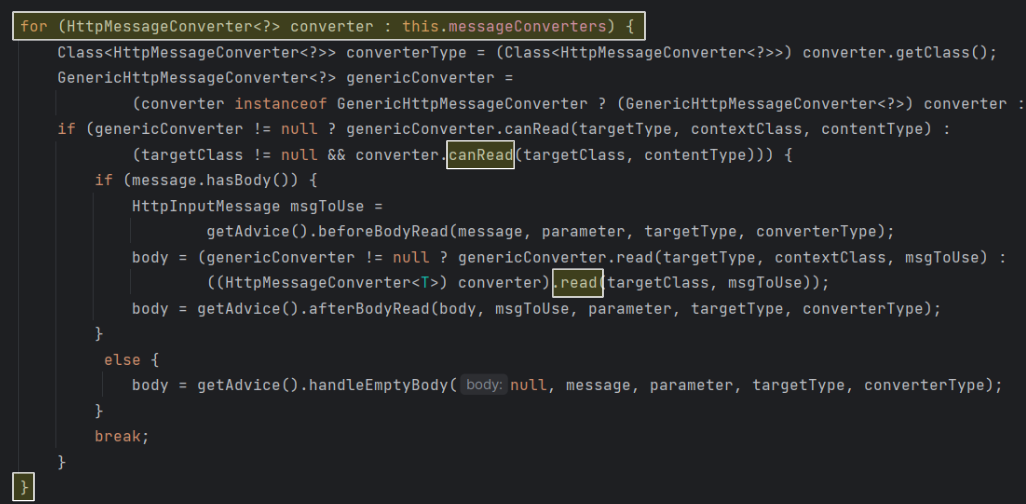 for (HttpMessageConverter<?> converter : this.messageConverters) {
Class<HttpMessageConverter<?>> converterType = (Class<HttpMessageConverter<?>>) converter.getClass();
GenericHttpMessageConverter<?> genericConverter =
(converter instanceof GenericHttpMessageConverter ? (GenericHttpMessageConverter<?>) converter :
if (genericConverter != null ? genericConverter.canRead(targetType, contextClass, contentType) :
(targetClass != null && converter.canRead(targetClass, contentType))) {
if (message.hasBody()) {
HttpInputMessage msgToUse =
getAdvice().beforeBodyRead(message, parameter, targetType, converterType);
body = (genericConverter != null ? genericConverter.read(targetType, contextClass, msgToUse) :
((HttpMessageConverter<T>) converter).read(targetClass, msgToUse));
body = getAdvice().afterBodyRead(body, msgToUse, parameter, targetType, converterType);
}
else {
body = getAdvice().handleEmptyBody( body: null, message, parameter, targetType, converterType);
}
break;
}
}